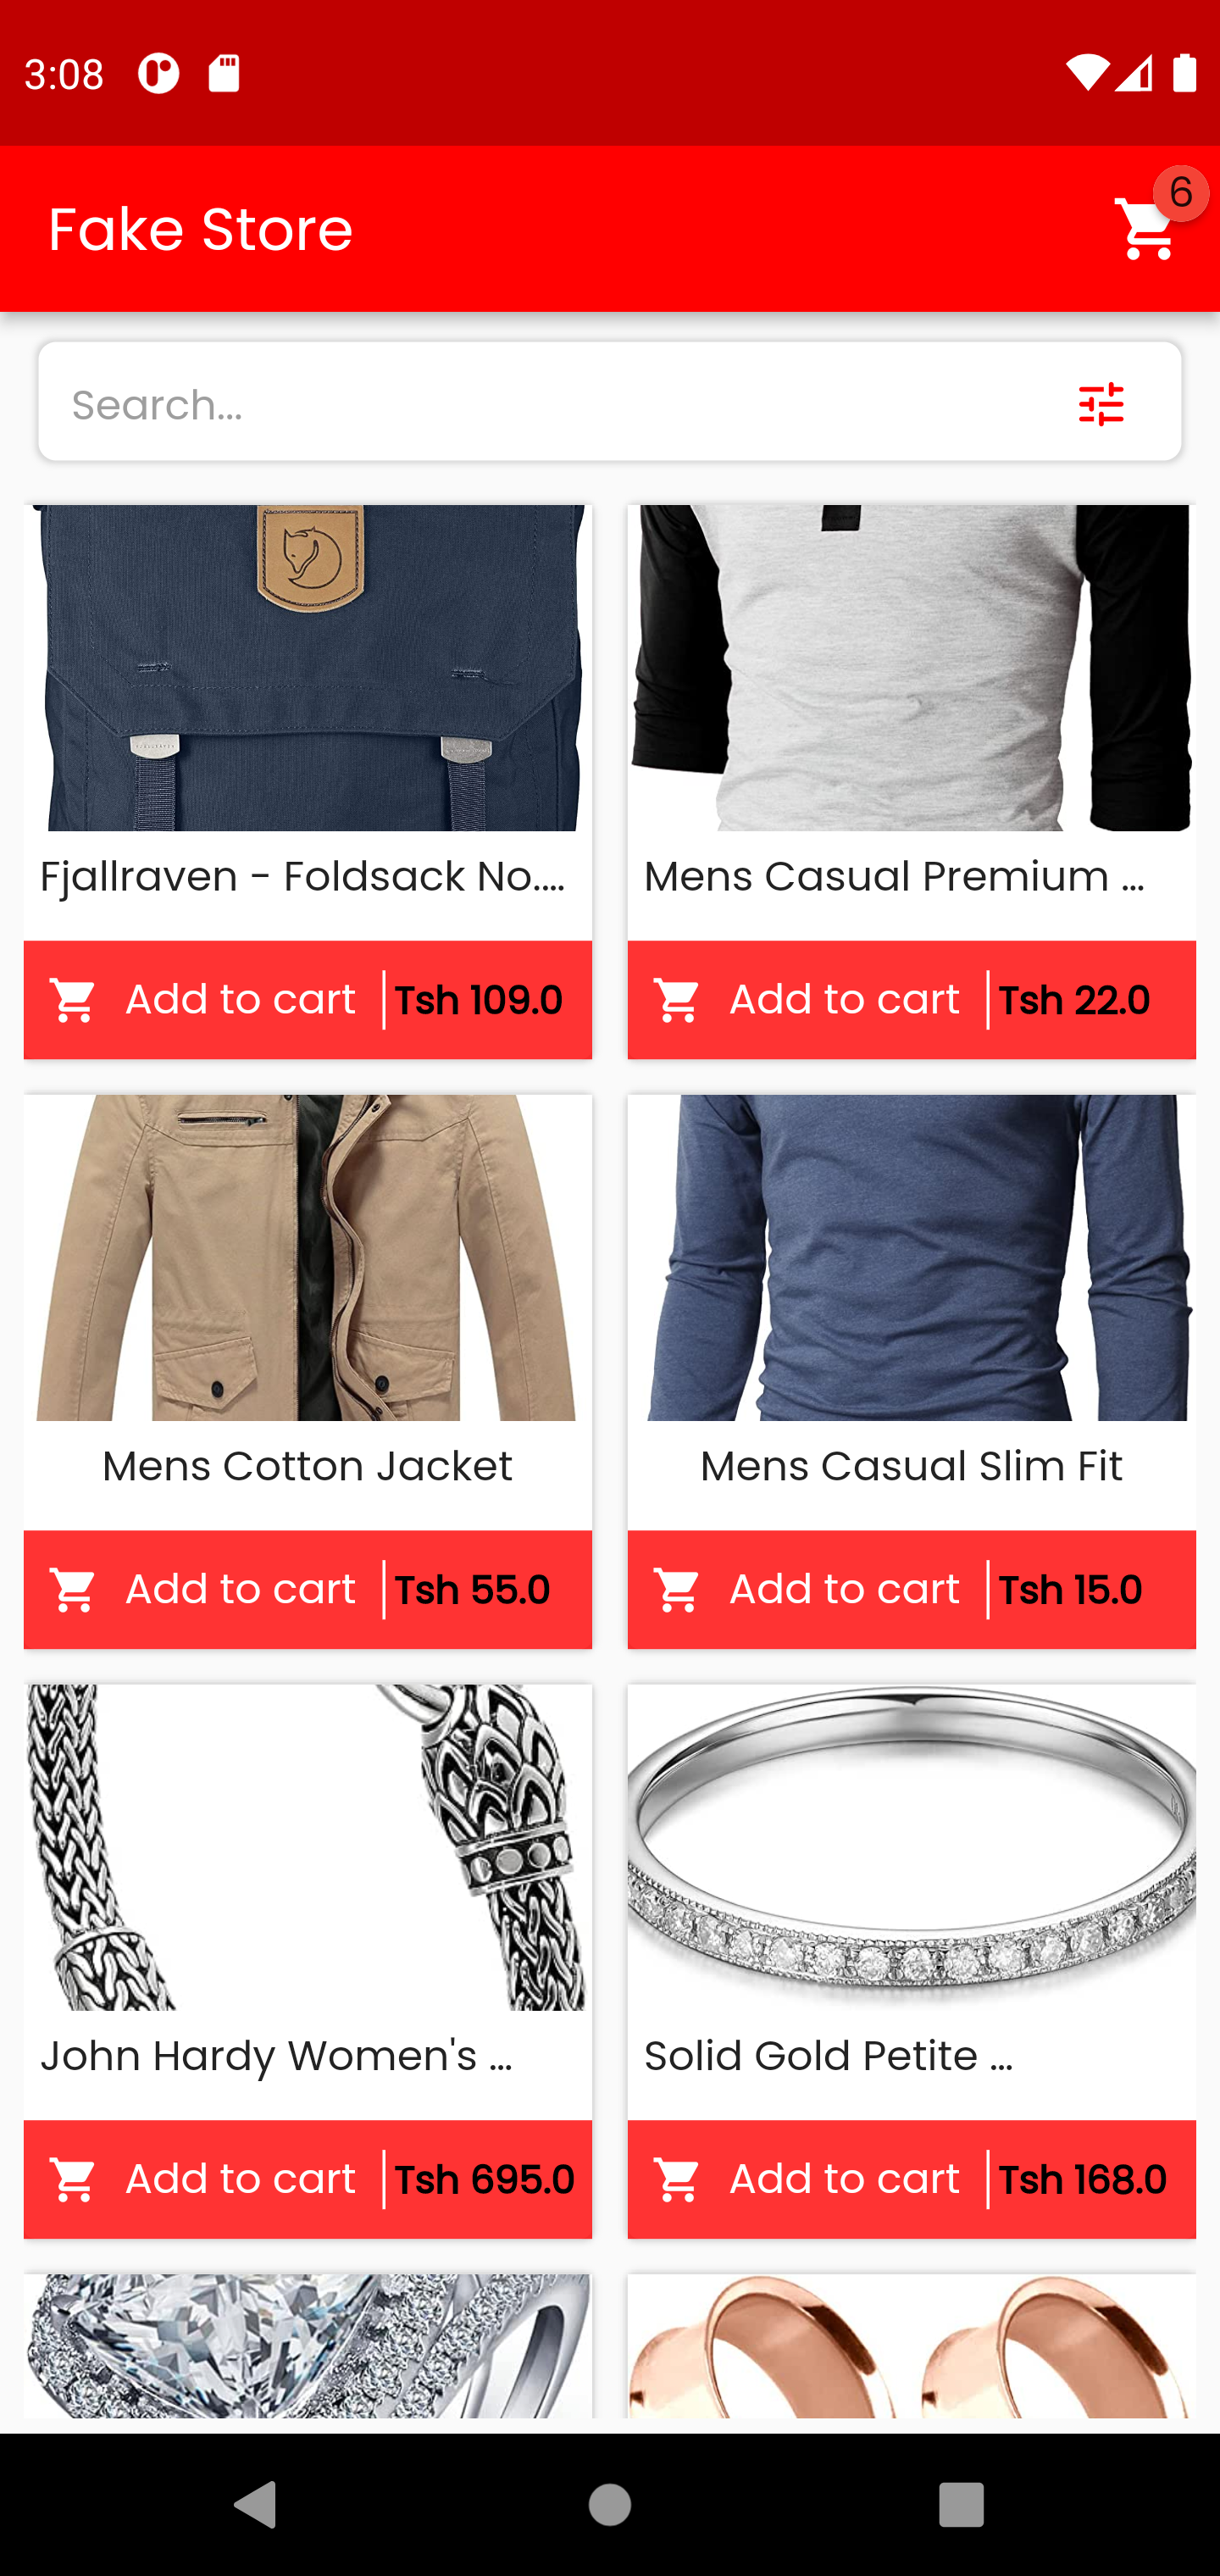 3:08
Fake Store
6
Search...
Fjallraven - Foldsack No....
Mens Casual Premium ...
Add to cart Tsh 109.0
Add to cart Tsh 22.0
Mens Cotton Jacket
Mens Casual Slim Fit
Add to cart Tsh 55.0
Add to cart Tsh 15.0
John Hardy Women's ...
Solid Gold Petite ...
Add to cart Tsh 695.0
Add to cart Tsh 168.0